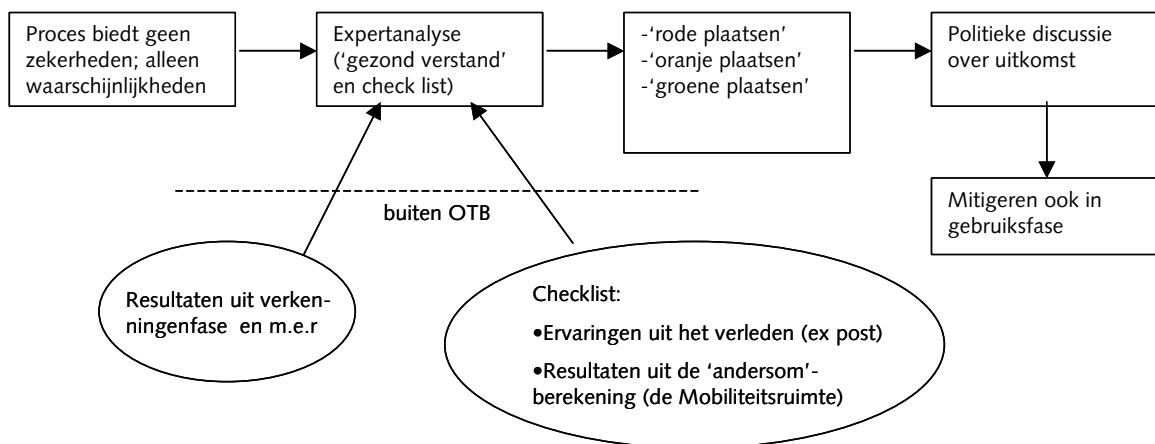 Proces biedt geen
zekerheden; alleen
waarschijnlijkheden
Expertanalyse
(‘gezond verstand’
en check list)
-‘rode plaatsen’
-‘oranje plaatsen’
-‘groene plaatsen’
Politieke discussie
over uitkomst
Mitigeren ook in
gebruiksfase
buiten OTB
Resultaten uit verken-
ningenfase en m.e.r
Checklist:
•Ervaringen uit het verleden (ex post)
•Resultaten uit de ‘andersom’-
berekening (de Mobiliteitsruimte)